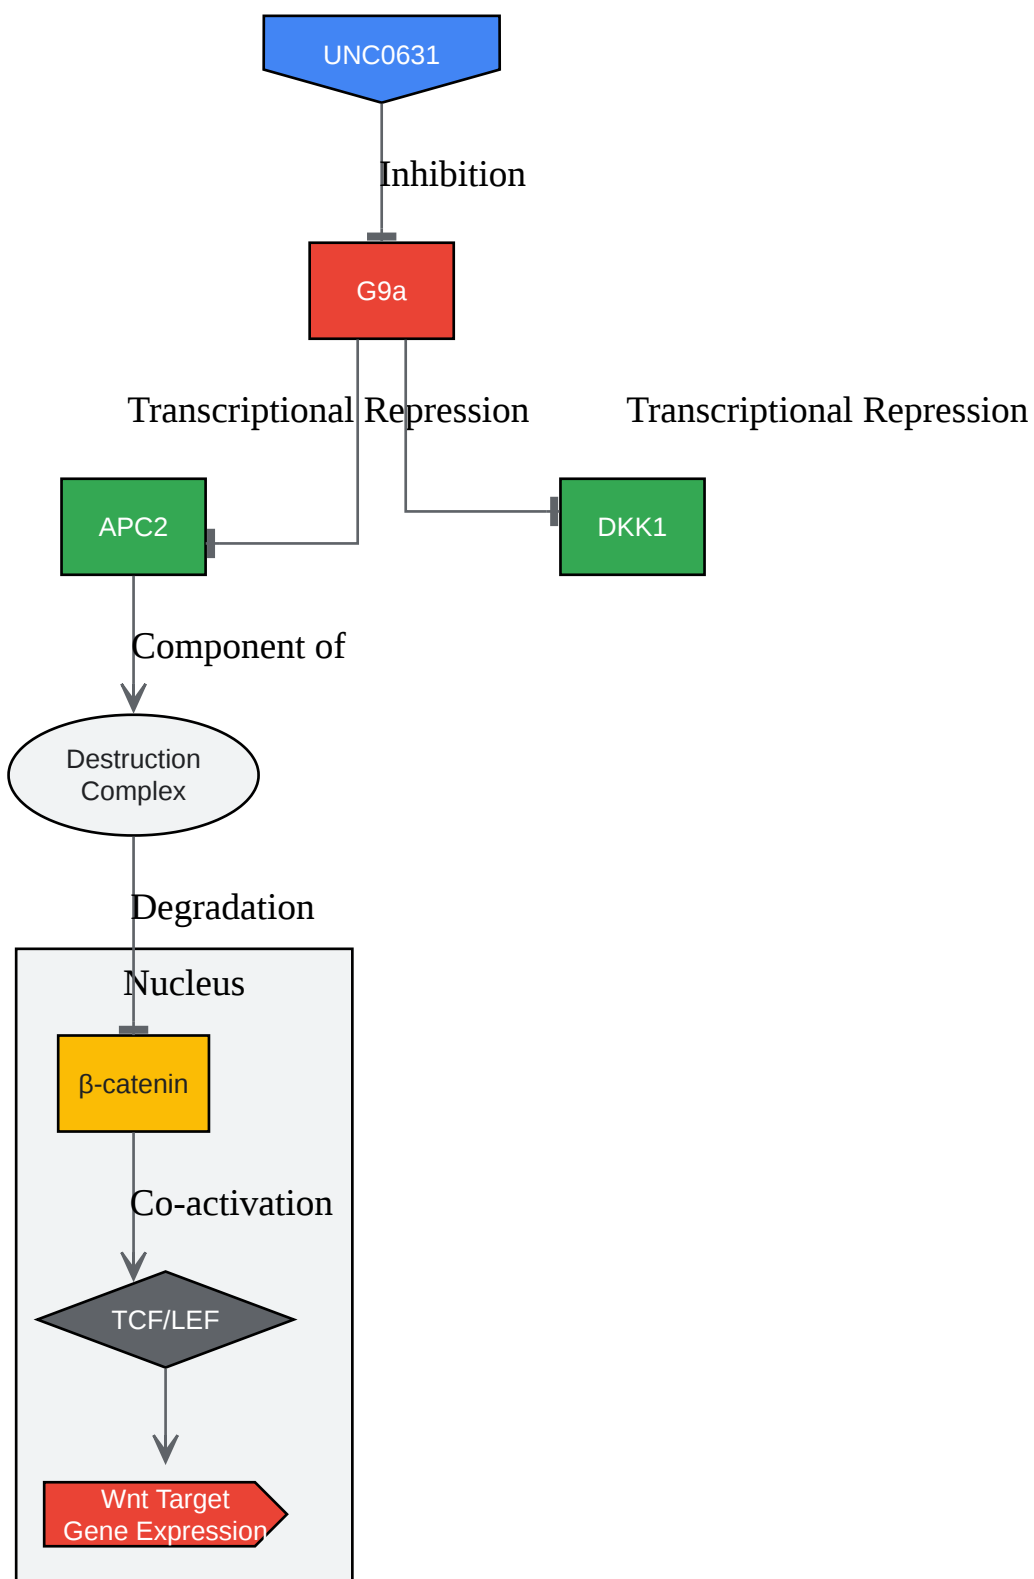 UNC0631
Inhibition
G9a
Transcriptional Repression
Transcriptional Repression
APC2
DKK1
Component of
Destruction
Complex
Degradation
Nucleus
β-catenin
Co-activation
TCF/LEF
Wnt Target
Gene Expression